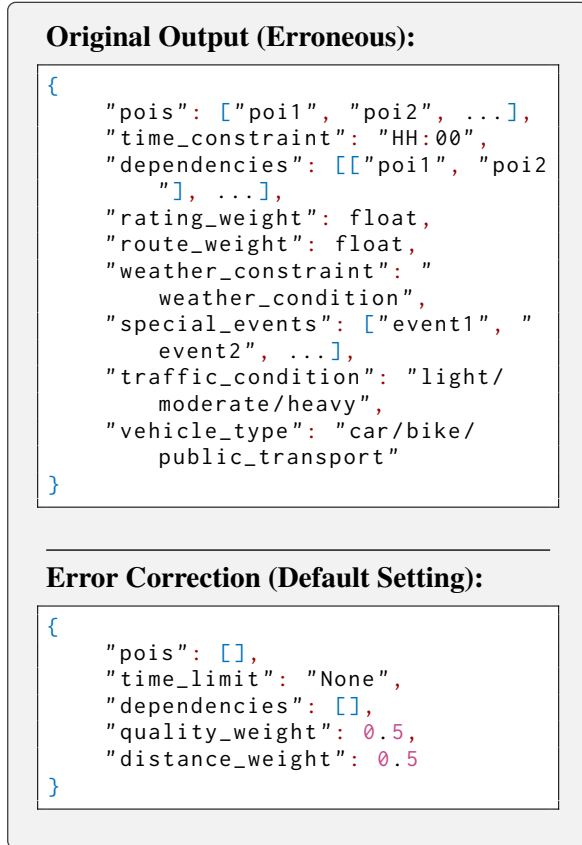 Original Output (Erroneous):
{
"pois": ["poi1", "poi2", ...],
"time_constraint": "HH:00",
"dependencies": [["poi1", "poi2
"], ...],
"rating_weight": float,
"route_weight": float,
"weather_constraint": "
weather_condition",
"special_events": ["event1", "
event2", ...],
"traffic_condition": "light/
moderate/heavy",
"vehicle_type": "car/bike/
public_transport"
}
Error Correction (Default Setting):
{
"pois": [],
"time_limit": "None",
"dependencies": [],
"quality_weight": 0.5,
"distance_weight": 0.5
}